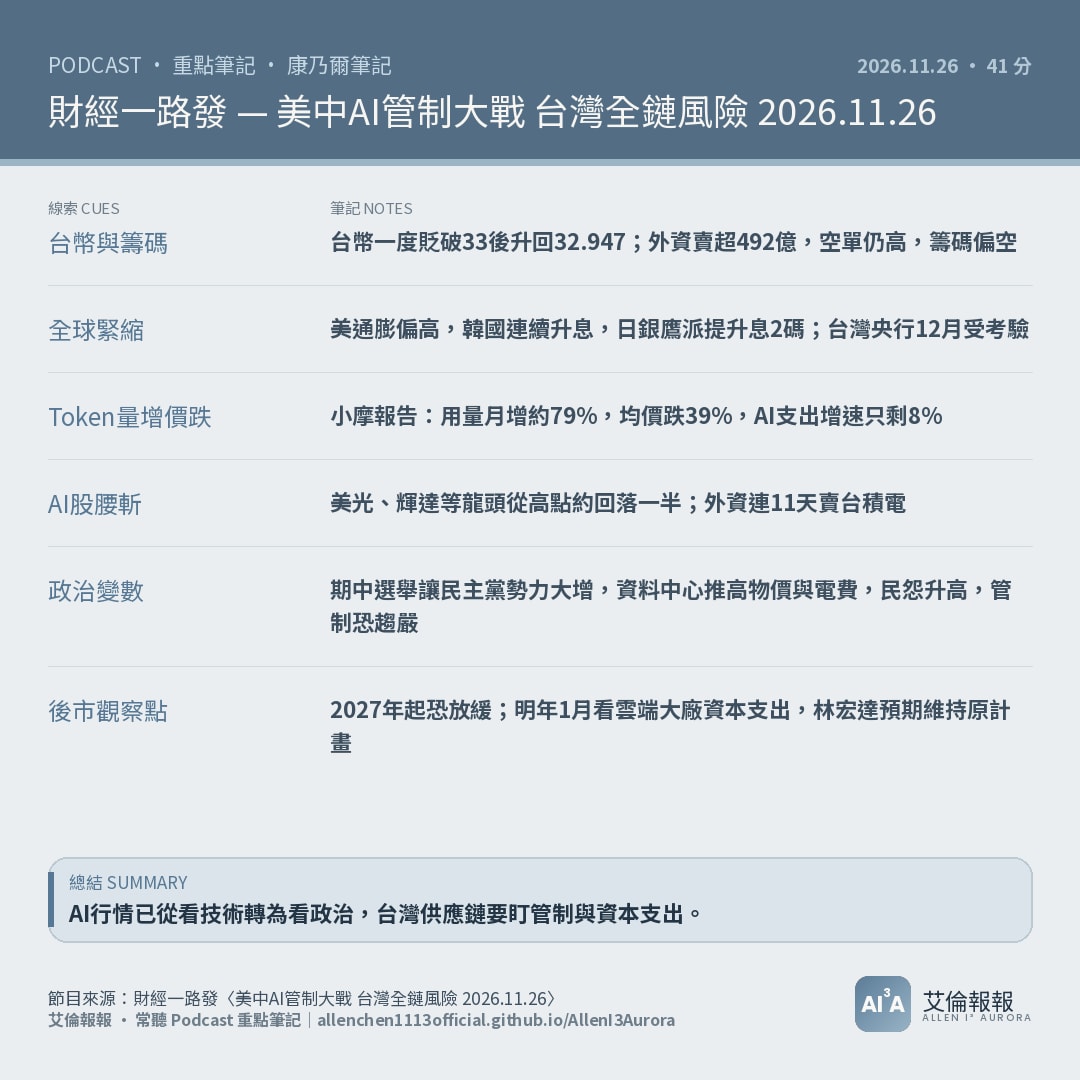 PODCAST • 重點筆記 • 康乃爾筆記
2026.11.26 • 41 分
財經一路發 — 美中AI管制大戰 台灣全鏈風險 2026.11.26
線索 CUES
筆記 NOTES
台幣與籌碼
台幣一度貶破33後升回32.947；外資賣超492億，空單仍高，籌碼偏空
全球緊縮
美通膨偏高，韓國連續升息，日銀鷹派提升息2碼；台灣央行12月受考驗
Token量增價跌
小摩報告：用量月增約79%，均價跌39%，AI支出增速只剩8%
AI股腰斬
美光、輝達等龍頭從高點約回落一半；外資連11天賣台積電
政治變數
期中選舉讓民主黨勢力大增，資料中心推高物價與電費，民怨升高，管
制恐趨嚴
後市觀察點
2027年起恐放緩；明年1月看雲端大廠資本支出，林宏達預期維持原計
畫
總結 SUMMARY
AI行情已從看技術轉為看政治，台灣供應鏈要盯管制與資本支出。
節目來源：財經一路發〈美中AI管制大戰 台灣全鏈風險 2026.11.26〉
艾倫報報 • 常聽 Podcast 重點筆記｜allenchen1113official.github.io/AllenI3Aurora
AI³A
艾倫報報
ALLEN I³ AURORA